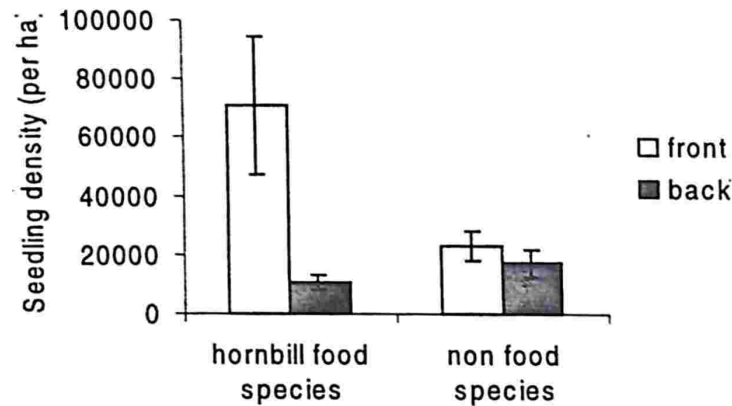 Seedling density (per ha)
100000
80000
60000
40000
20000
0
hornbill food
species
non food
species
front
back